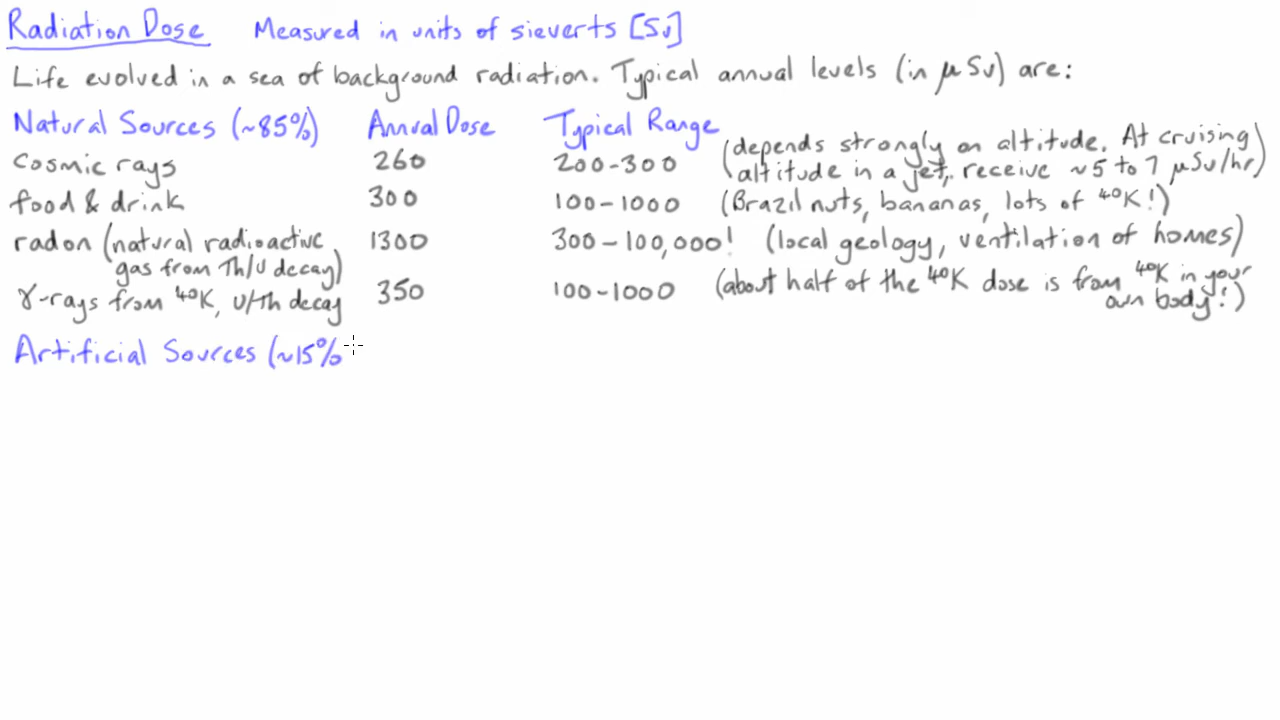 Radiation Dose Measured in units of sieverts [Sv]
Life evolved in a sea of background radiation. Typical annual levels (in μSv) are:
Natural Sources (~85%) Annual Dose Typical Range
cosmic rays 260 200-300 (depends strongly on altitude. At cruising
altitude in a jet, receive ~5 to 7 μSv/hr)
food & drink 300 100-1000 (Brazil nuts, bananas, lots of ⁴⁰K!)
radon (natural radioactive 1300 300-100,000! (local geology, ventilation of homes)
gas from Th/U decay)
γ-rays from ⁴⁰K, U/Th decay 350 100-1000 (about half of the ⁴⁰K dose is from ⁴⁰K in your
own body!)
Artificial Sources (~15%